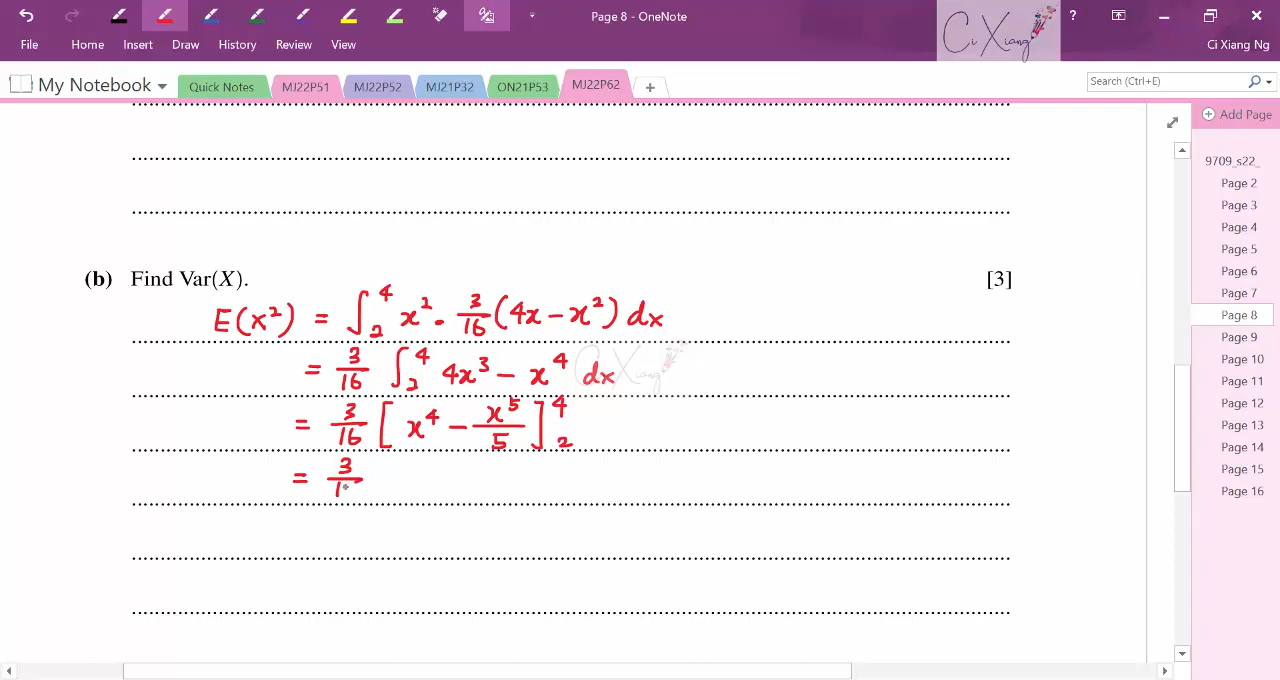 Page 8 - OneNote
Ci Xiang
?
File Home Insert Draw History Review View
Ci Xiang Ng
My Notebook Quick Notes MJ22P51 MJ22P52 MJ21P32 ON21P53 MJ22P62
Search (Ctrl+E)
Add Page
9709_s22_
Page 2
Page 3
Page 4
Page 5
Page 6
Page 7
Page 8
Page 9
Page 10
Page 11
Page 12
Page 13
Page 14
Page 15
Page 16
(b) Find Var(X). [3]
E(x²) = ∫₂⁴ x² · 3/16 (4x − x²) dx
= 3/16 ∫₂⁴ 4x³ − x⁴ dx
Ci Xiang
= 3/16 [x⁴ − x⁵/5]₂⁴
= 3/1